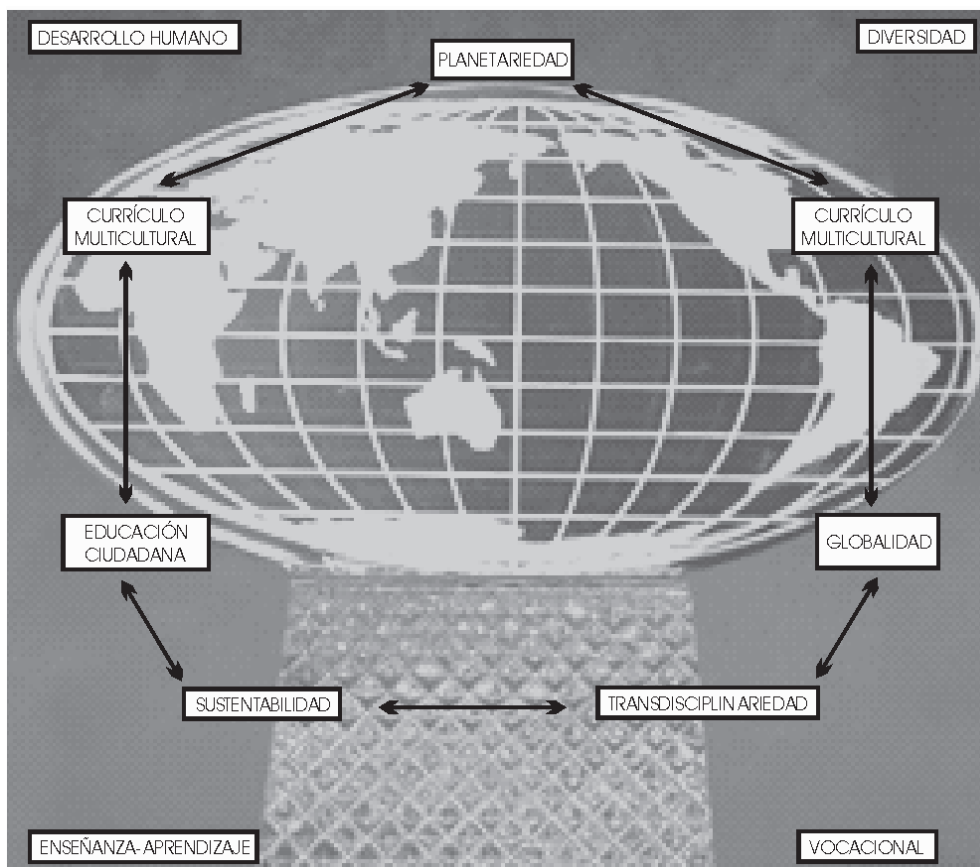 DESARROLLO HUMANO
DIVERSIDAD
PLANETARIEDAD
CURRÍCULO
MULTICULTURAL
CURRÍCULO
MULTICULTURAL
EDUCACIÓN
CIUDADANA
GLOBALIDAD
SUSTENTABILIDAD
TRANSDISCIPLINARIEDAD
ENSEÑANZA-APRENDIZAJE
VOCACIONAL